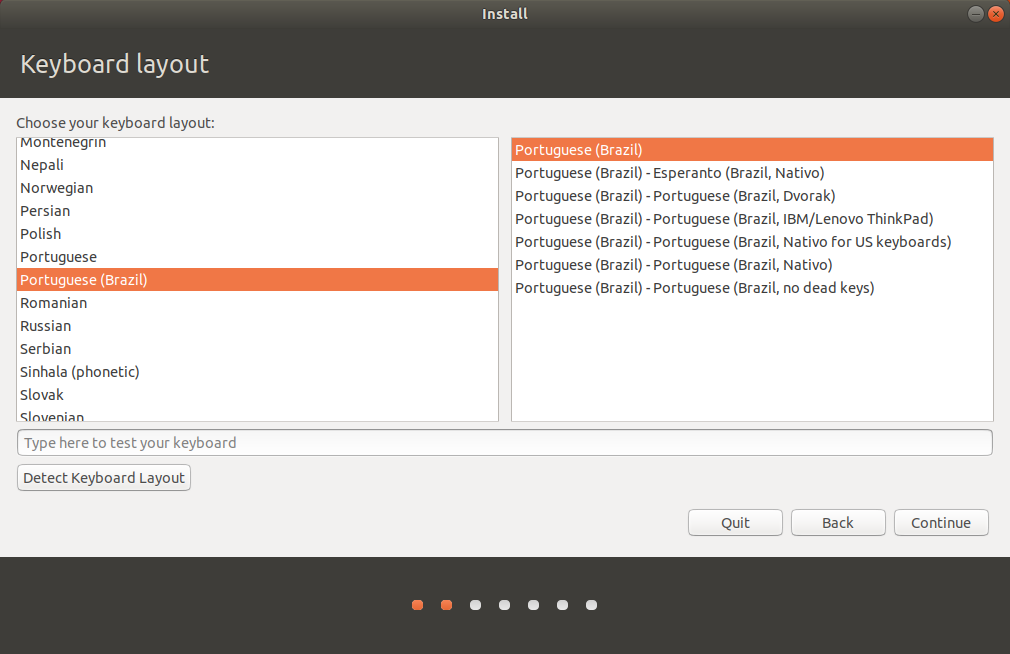 Install
Keyboard layout
Choose your keyboard layout:
Montenegrin
Nepali
Norwegian
Persian
Polish
Portuguese
Portuguese (Brazil)
Romanian
Russian
Serbian
Sinhala (phonetic)
Slovak
Slovenian
Portuguese (Brazil)
Portuguese (Brazil) - Esperanto (Brazil, Nativo)
Portuguese (Brazil) - Portuguese (Brazil, Dvorak)
Portuguese (Brazil) - Portuguese (Brazil, IBM/Lenovo ThinkPad)
Portuguese (Brazil) - Portuguese (Brazil, Nativo for US keyboards)
Portuguese (Brazil) - Portuguese (Brazil, Nativo)
Portuguese (Brazil) - Portuguese (Brazil, no dead keys)
Type here to test your keyboard
Detect Keyboard Layout
Quit Back Continue